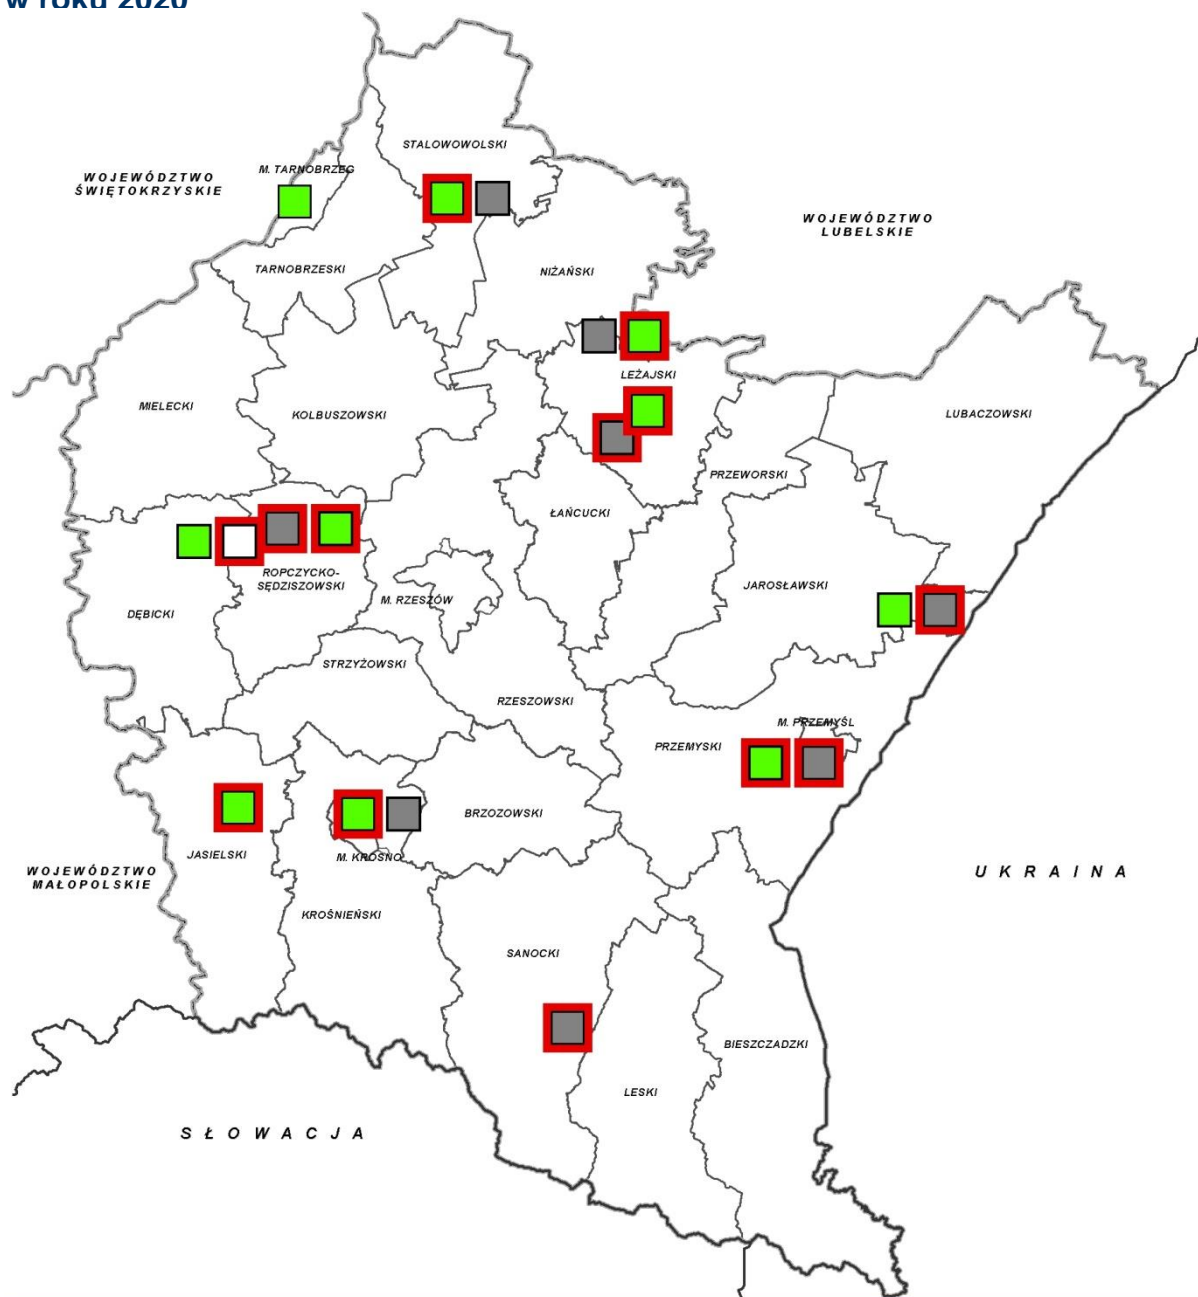 w roku 2020
STALOWOWOLSKI
M. TARNOBRZEG
WOJEWÓDZTWO
ŚWIĘTOKRZYSKIE
WOJEWÓDZTWO
LUBELSKIE
TARNOBRZESKI
NIŻAŃSKI
LEŻAJSKI
MIELECKI
KOLBUSZOWSKI
LUBACZOWSKI
PRZEWORSKI
ŁAŃCUCKI
ROPCZYCKO-
SĘDZISZOWSKI
JAROSŁAWSKI
M. RZESZÓW
DĘBICKI
STRZYŻOWSKI
RZESZOWSKI
M. PRZEMYŚL
PRZEMYSKI
BRZOZOWSKI
JASIELSKI
M. KROSNO
WOJEWÓDZTWO
MAŁOPOLSKIE
UKRAINA
KROŚNIEŃSKI
SANOCKI
BIESZCZADZKI
LESKI
SŁOWACJA